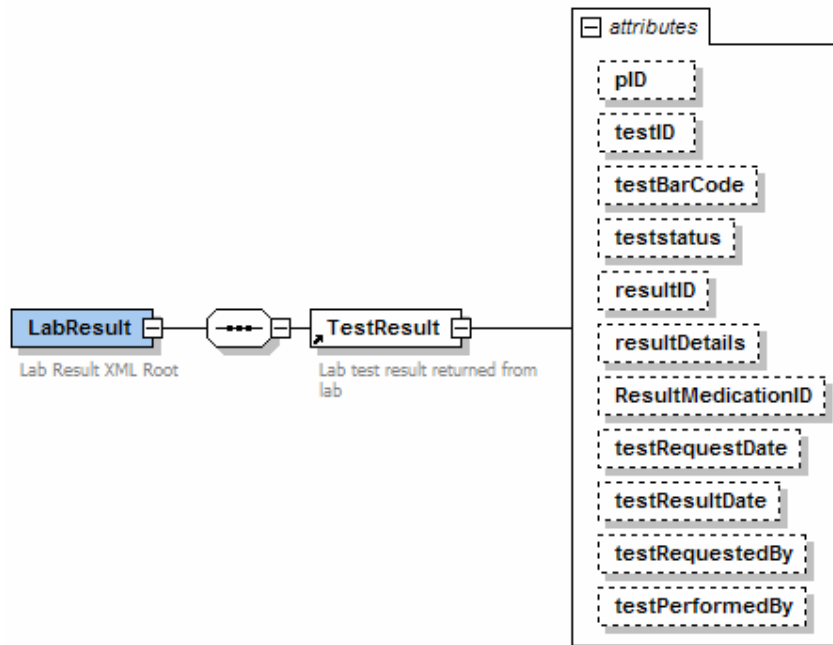 attributes
pID
testID
testBarCode
teststatus
resultID
LabResult
TestResult
resultDetails
Lab Result XML Root
Lab test result returned from
lab
ResultMedicationID
testRequestDate
testResultDate
testRequestedBy
testPerformedBy